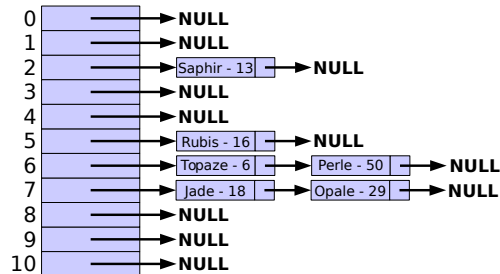 0 NULL
1 NULL
2 Saphir - 13 NULL
3 NULL
4 NULL
5 Rubis - 16 NULL
6 Topaze - 6 Perle - 50 NULL
7 Jade - 18 Opale - 29 NULL
8 NULL
9 NULL
10 NULL